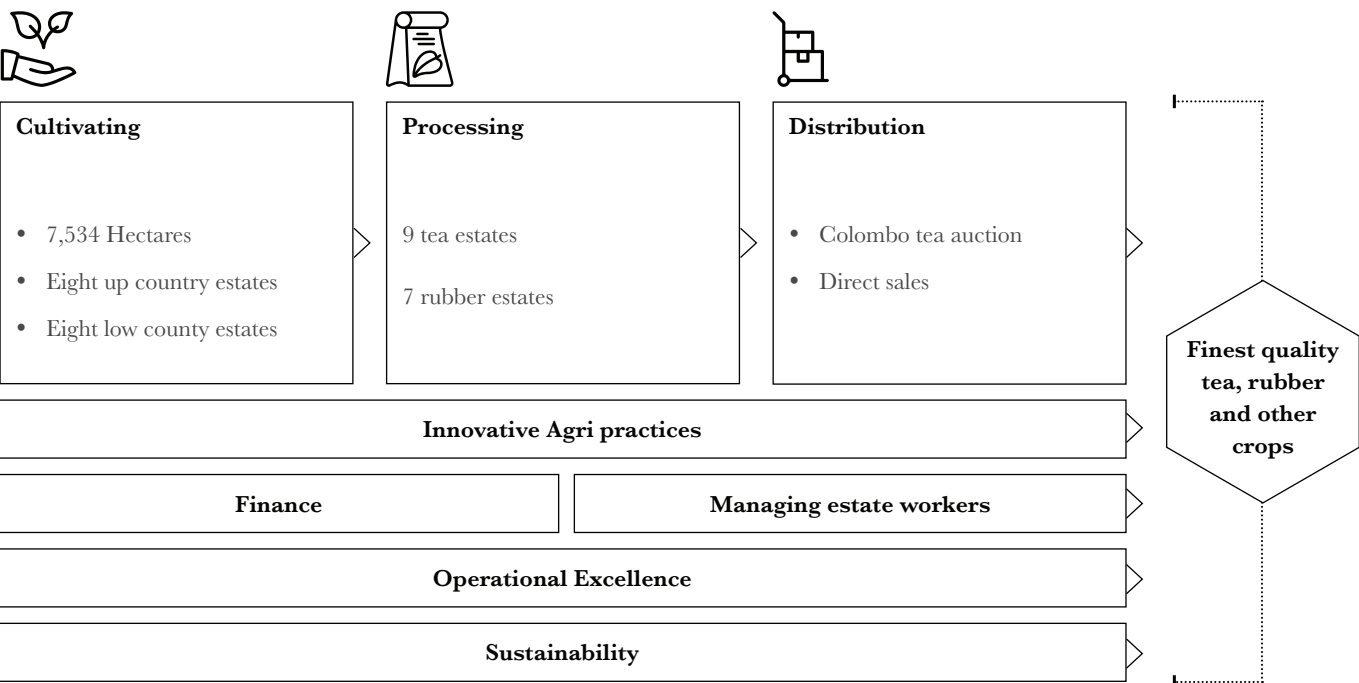 Cultivating
• 7,534 Hectares
• Eight up country estates
• Eight low county estates
Processing
9 tea estates
7 rubber estates
Distribution
• Colombo tea auction
• Direct sales
Innovative Agri practices
Finance
Managing estate workers
Operational Excellence
Sustainability
Finest quality
tea, rubber
and other
crops